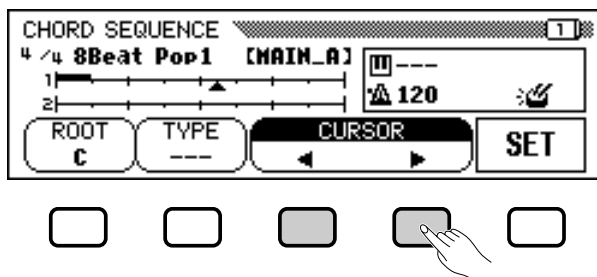 CHORD SEQUENCE 1
4/4 8Beat Pop1 [MAIN_A]
---
1
120
2
ROOT TYPE CURSOR SET
C --- ◀ ▶